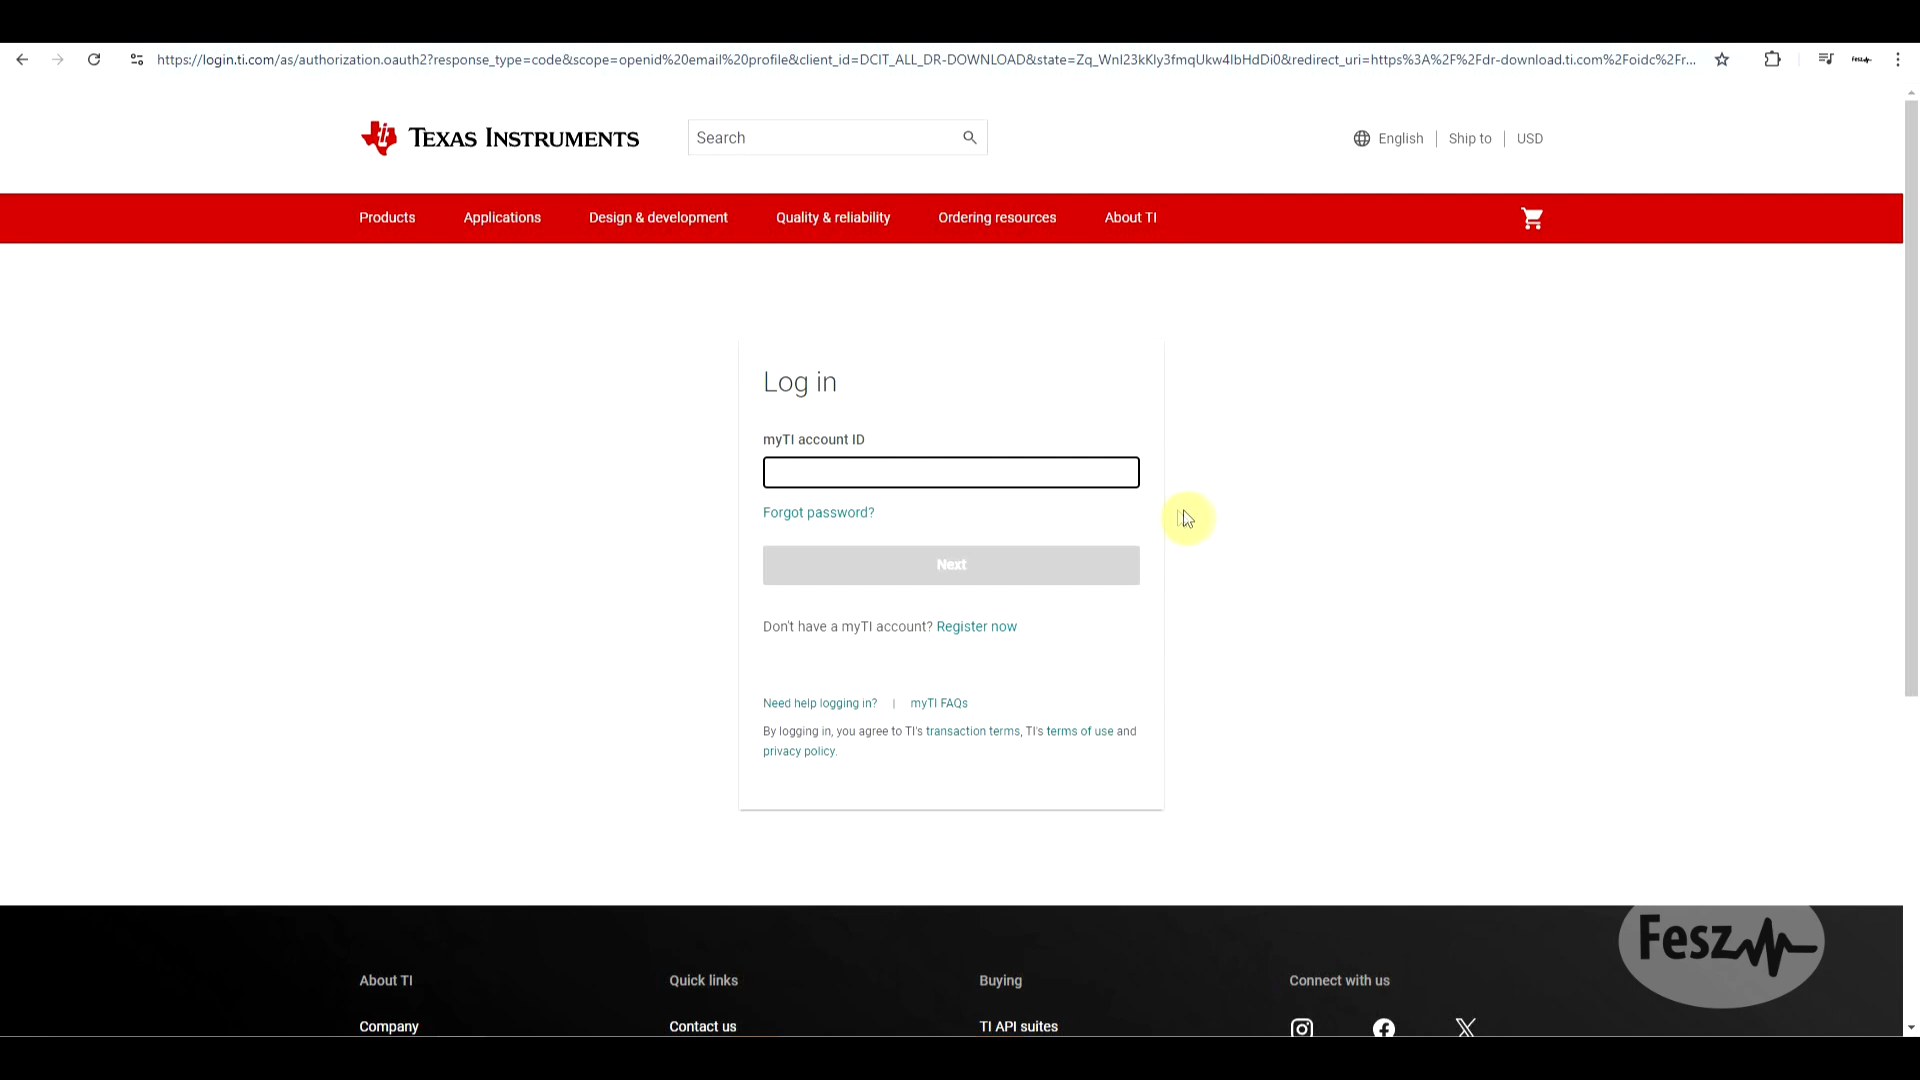 https://login.ti.com/as/authorization.oauth2?response_type=code&scope=openid%20email%20profile&client_id=DCIT_ALL_DR-DOWNLOAD&state=Zq_WnI23kKly3fmqUkw4lbHdDi0&redirect_uri=https%3A%2F%2Fdr-download.ti.com%2Foidc%2Fr...
TEXAS INSTRUMENTS
Search
English
Ship to
USD
Products
Applications
Design & development
Quality & reliability
Ordering resources
About TI
Log in
myTI account ID
Forgot password?
Next
Don't have a myTI account? Register now
Need help logging in? | myTI FAQs
By logging in, you agree to TI's transaction terms, TI's terms of use and
privacy policy.
Fesz
About TI
Quick links
Buying
Connect with us
Company
Contact us
TI API suites